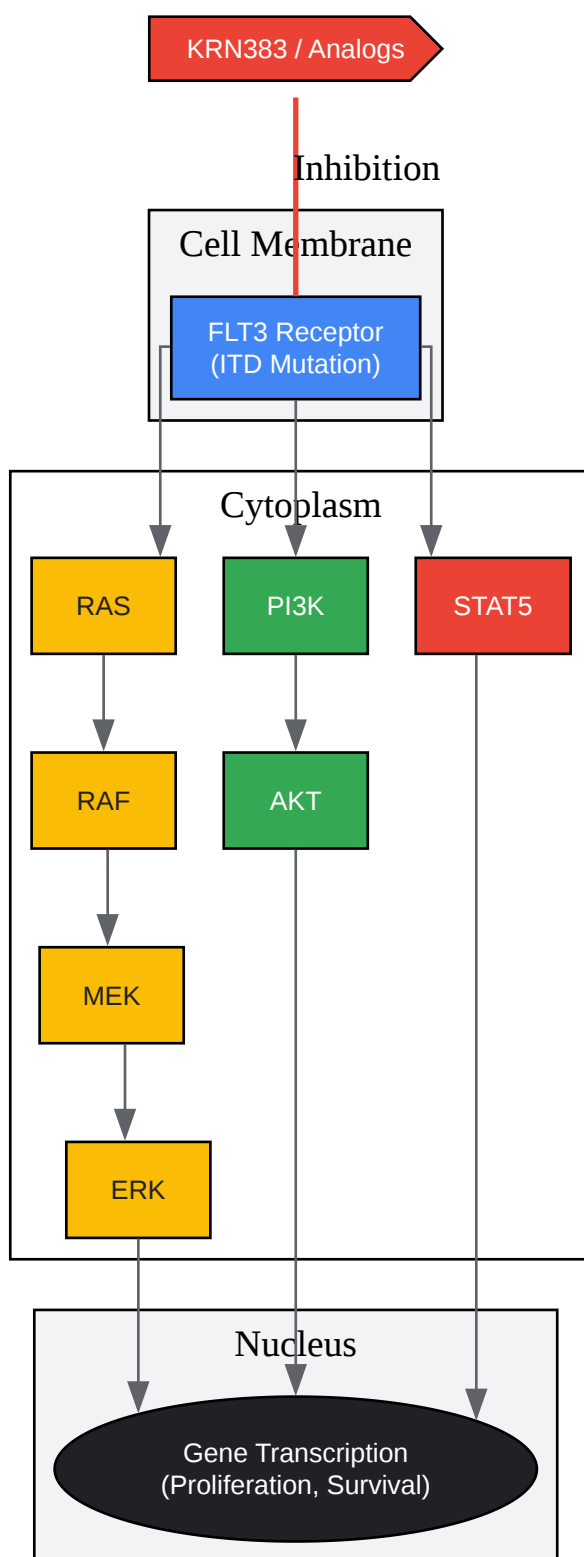 KRN383 / Analogs
Inhibition
Cell Membrane
FLT3 Receptor
(ITD Mutation)
Cytoplasm
RAS
PI3K
STAT5
RAF
AKT
MEK
ERK
Nucleus
Gene Transcription
(Proliferation, Survival)